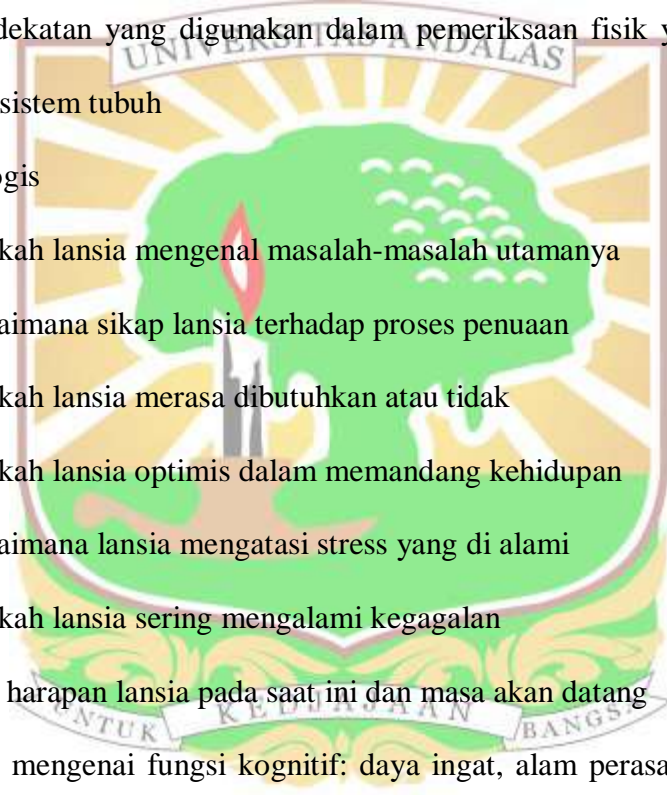 dekatan yang digunakan dalam pemeriksaan fisik y
UNIVERSITAS ANDALAS
sistem tubuh
ogis
kah lansia mengenal masalah-masalah utamanya
aimana sikap lansia terhadap proses penuaan
kah lansia merasa dibutuhkan atau tidak
kah lansia optimis dalam memandang kehidupan
aimana lansia mengatasi stress yang di alami
kah lansia sering mengalami kegagalan
harapan lansia pada saat ini dan masa akan datang
UNTUK KEDJAJAAN BANGSA
mengenai fungsi kognitif: daya ingat, alam perasa